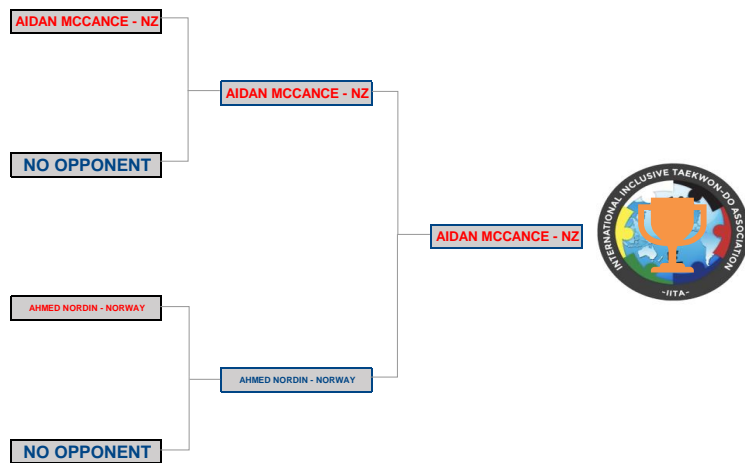 AIDAN MCCANCE - NZ
AIDAN MCCANCE - NZ
NO OPPONENT
INTERNATIONAL INCLUSIVE TAEKWON-DO ASSOCIATION
-IITA-
AIDAN MCCANCE - NZ
AHMED NORDIN - NORWAY
AHMED NORDIN - NORWAY
NO OPPONENT